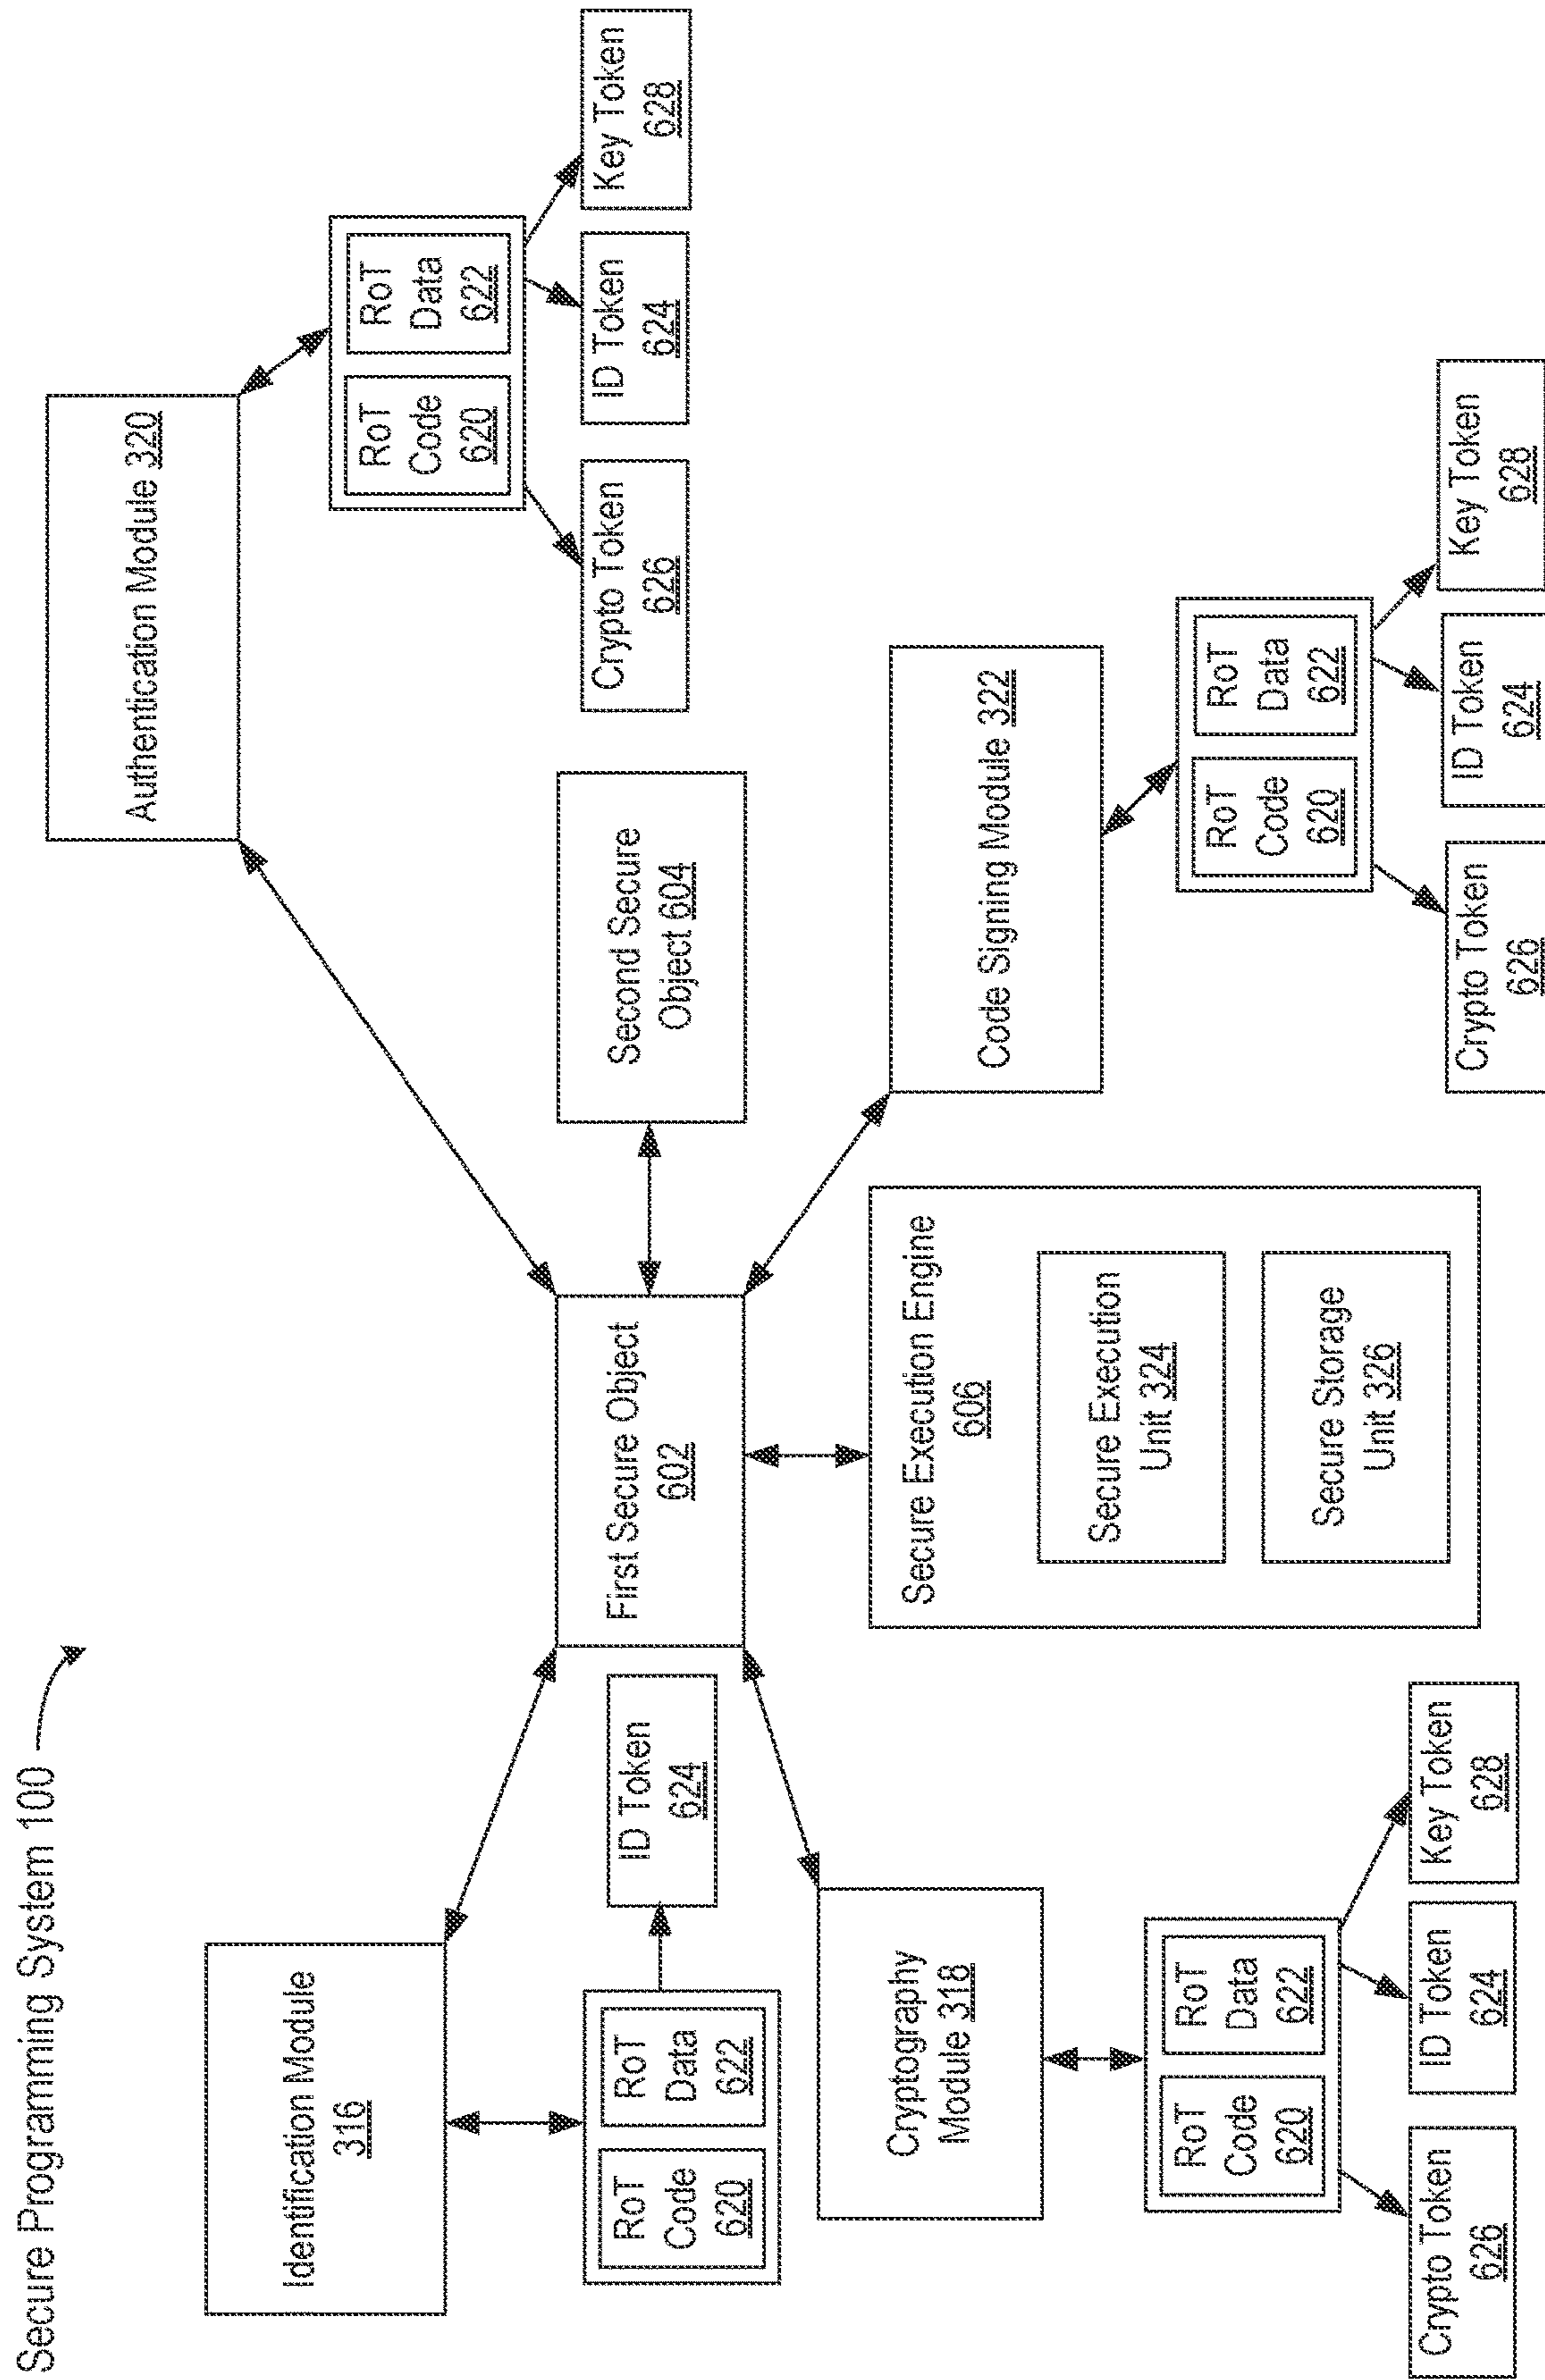 Secure Programming System 100
Identification Module
316
RoT
Code
620
RoT
Data
622
ID Token
624
Authentication Module 320
RoT
Code
620
RoT
Data
622
Crypto Token
626
ID Token
624
Key Token
628
First Secure Object
602
Second Secure
Object 604
Cryptography
Module 318
RoT
Code
620
RoT
Data
622
Crypto Token
626
ID Token
624
Key Token
628
Secure Execution Engine
606
Secure Execution
Unit 324
Secure Storage
Unit 326
Code Signing Module 322
RoT
Code
620
RoT
Data
622
Crypto Token
626
ID Token
624
Key Token
628